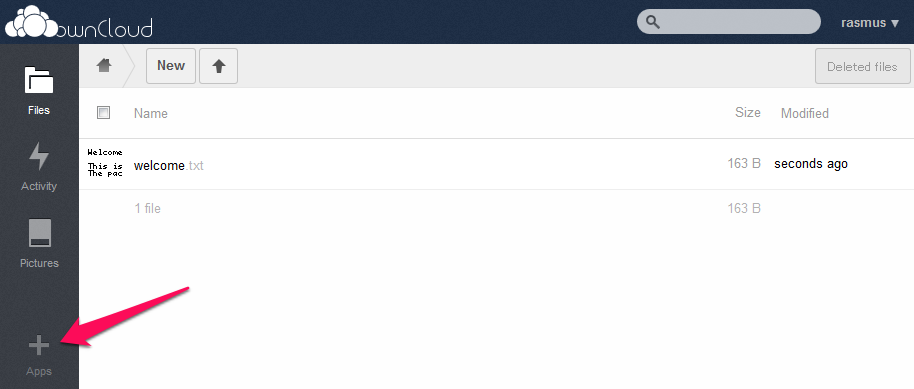 ownCloud
rasmus ▾
Files
Activity
Pictures
Apps
New
Deleted files
Name Size Modified
Welcome
This is
The pac
welcome.txt 163 B seconds ago
1 file 163 B